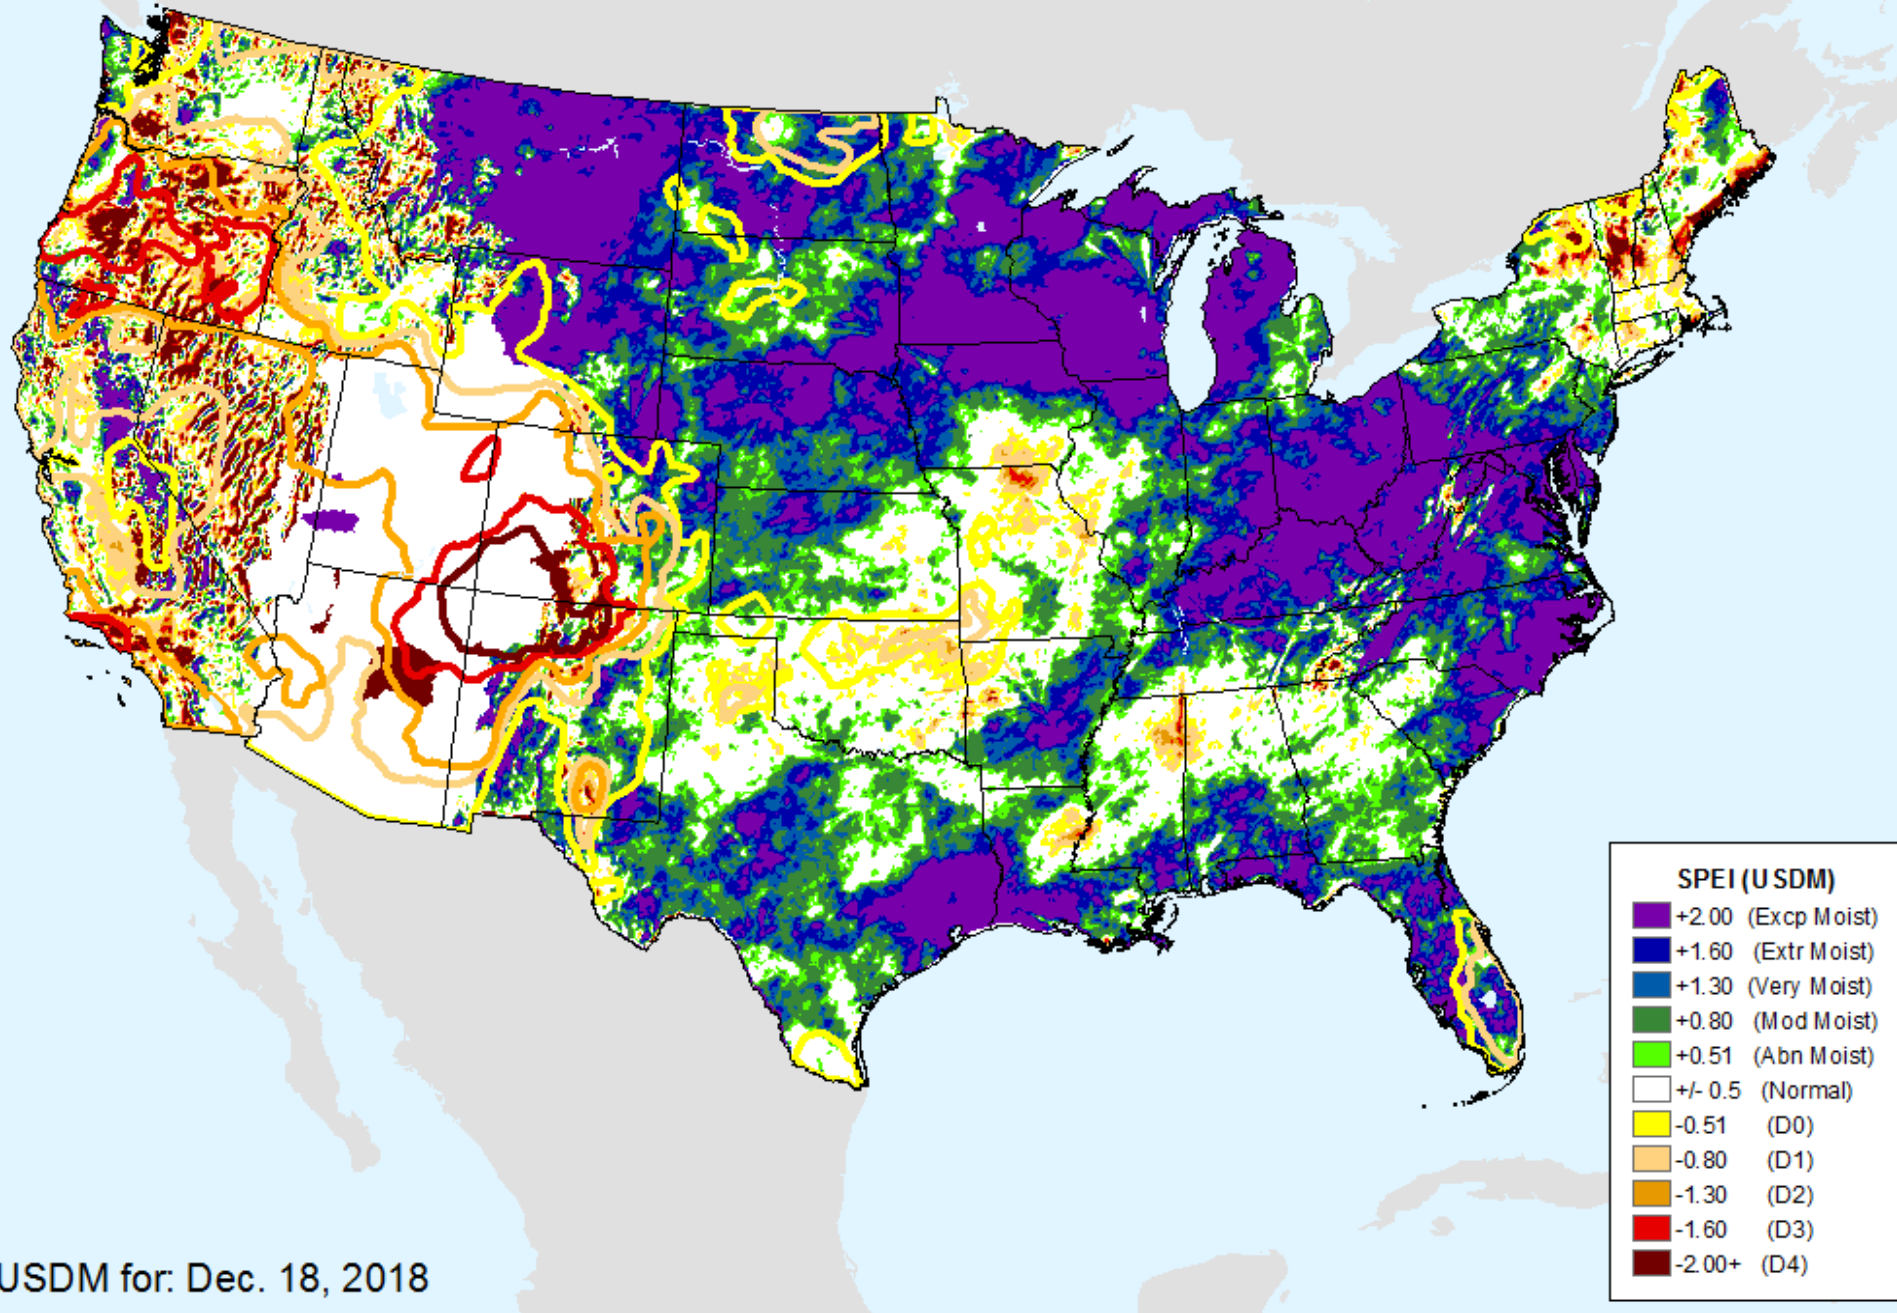 SPEI (USDM)
+2.00 (Excp Moist)
+1.60 (Extr Moist)
+1.30 (Very Moist)
+0.80 (Mod Moist)
+0.51 (Abn Moist)
+/- 0.5 (Normal)
-0.51 (D0)
-0.80 (D1)
-1.30 (D2)
-1.60 (D3)
-2.00+ (D4)
USDM for: Dec. 18, 2018